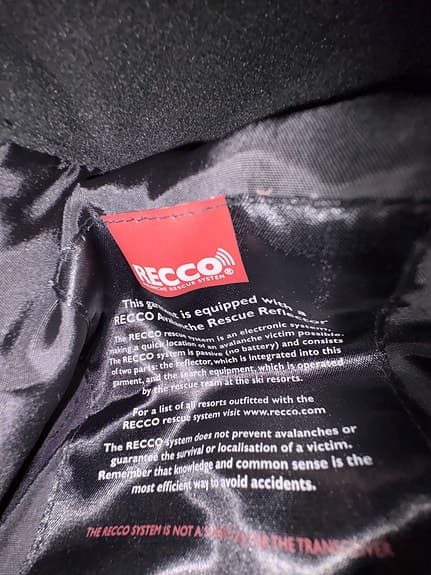 RECCO®
RESCUE SYSTEM
This garment is equipped with a
RECCO Avalanche Rescue Reflector
The RECCO rescue system is an electronic system,
making a quick location of an avalanche victim possible.
The RECCO system is passive (no battery) and consists
of two parts: the reflector, which is integrated into this
garment, and the search equipment, which is operated
by the rescue team at the ski resorts.
For a list of all resorts outfitted with the
RECCO rescue system visit www.recco.com
The RECCO system does not prevent avalanches or
guarantee the survival or localisation of a victim.
Remember that knowledge and common sense is the
most efficient way to avoid accidents.
THE RECCO SYSTEM IS NOT A THE